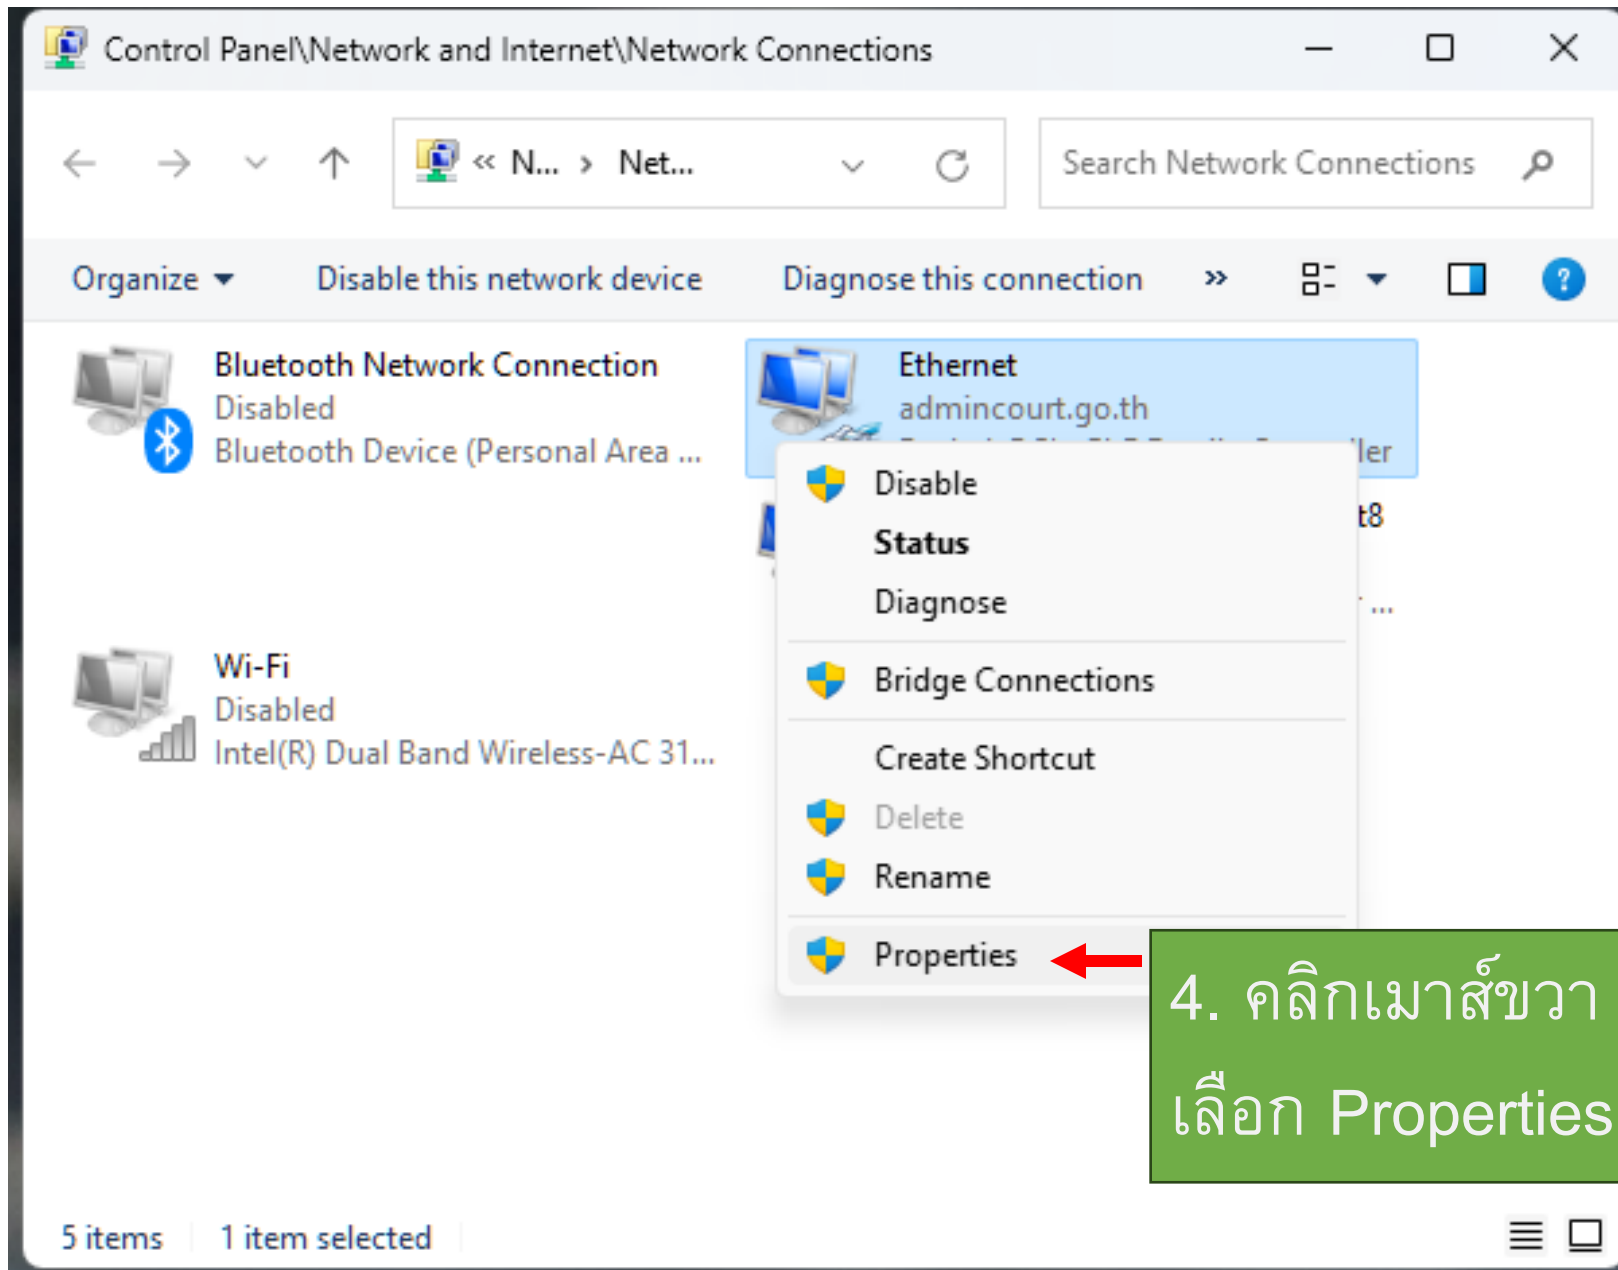 Control Panel\Network and Internet\Network Connections
« N... > Net...
Search Network Connections
Organize
Disable this network device
Diagnose this connection
»
Bluetooth Network Connection
Disabled
Bluetooth Device (Personal Area ...
Ethernet
admincourt.go.th
ler
t8
...
Wi-Fi
Disabled
Intel(R) Dual Band Wireless-AC 31...
Disable
Status
Diagnose
Bridge Connections
Create Shortcut
Delete
Rename
Properties
4. คลิกเมาส์ขวา
เลือก Properties
5 items
1 item selected